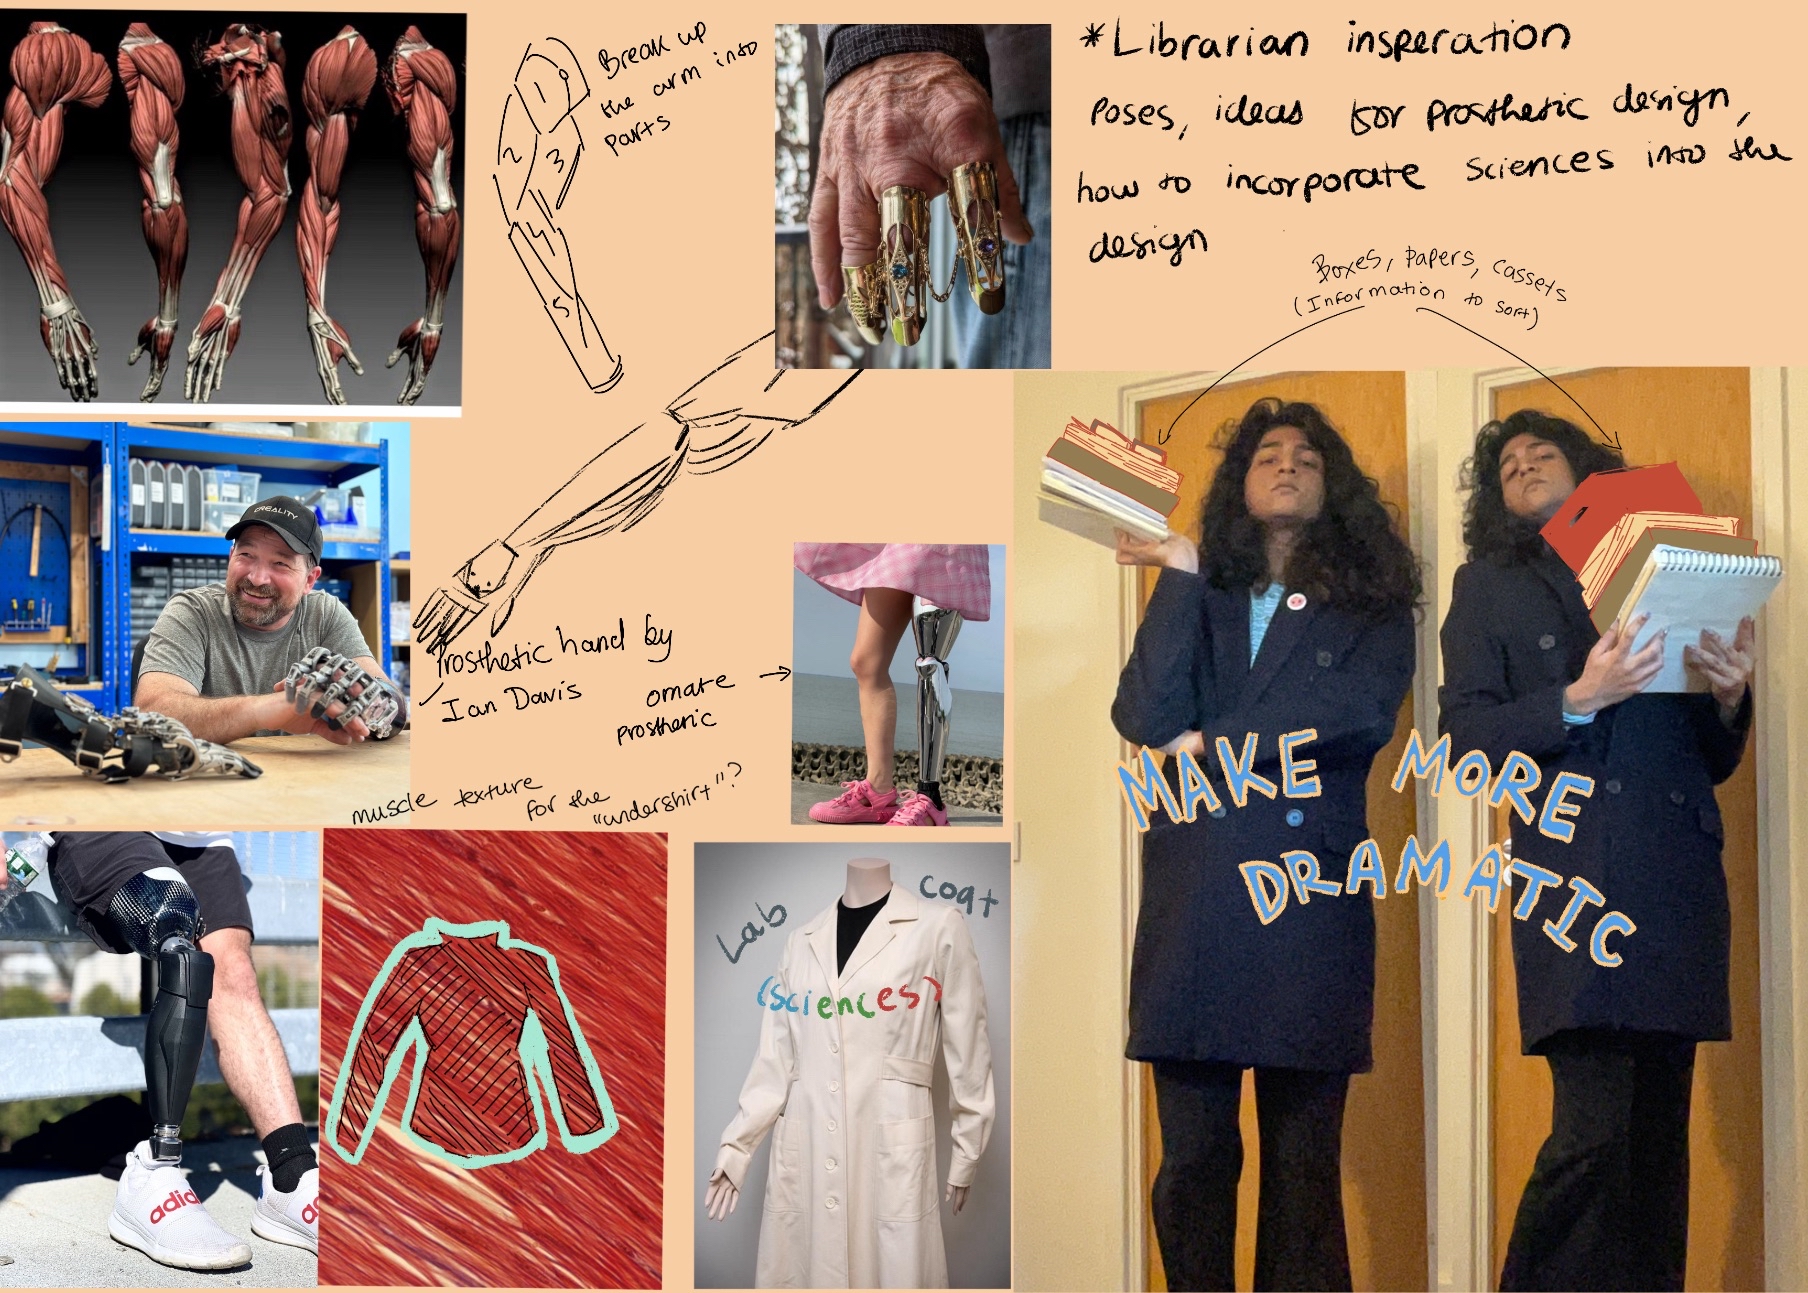 Break up
the arm into
parts
1
2
3
4
5
*Librarian insperation
Poses, ideas for prosthetic design,
how to incorporate sciences into the
design
Boxes, papers, cassets
(Information to sort)
CREALITY
Prosthetic hand by
Ian Davis
ornate
prosthetic
muscle texture
for the
"undershirt"?
MAKE MORE
DRAMATIC
Lab coat
(sciences)
adidas